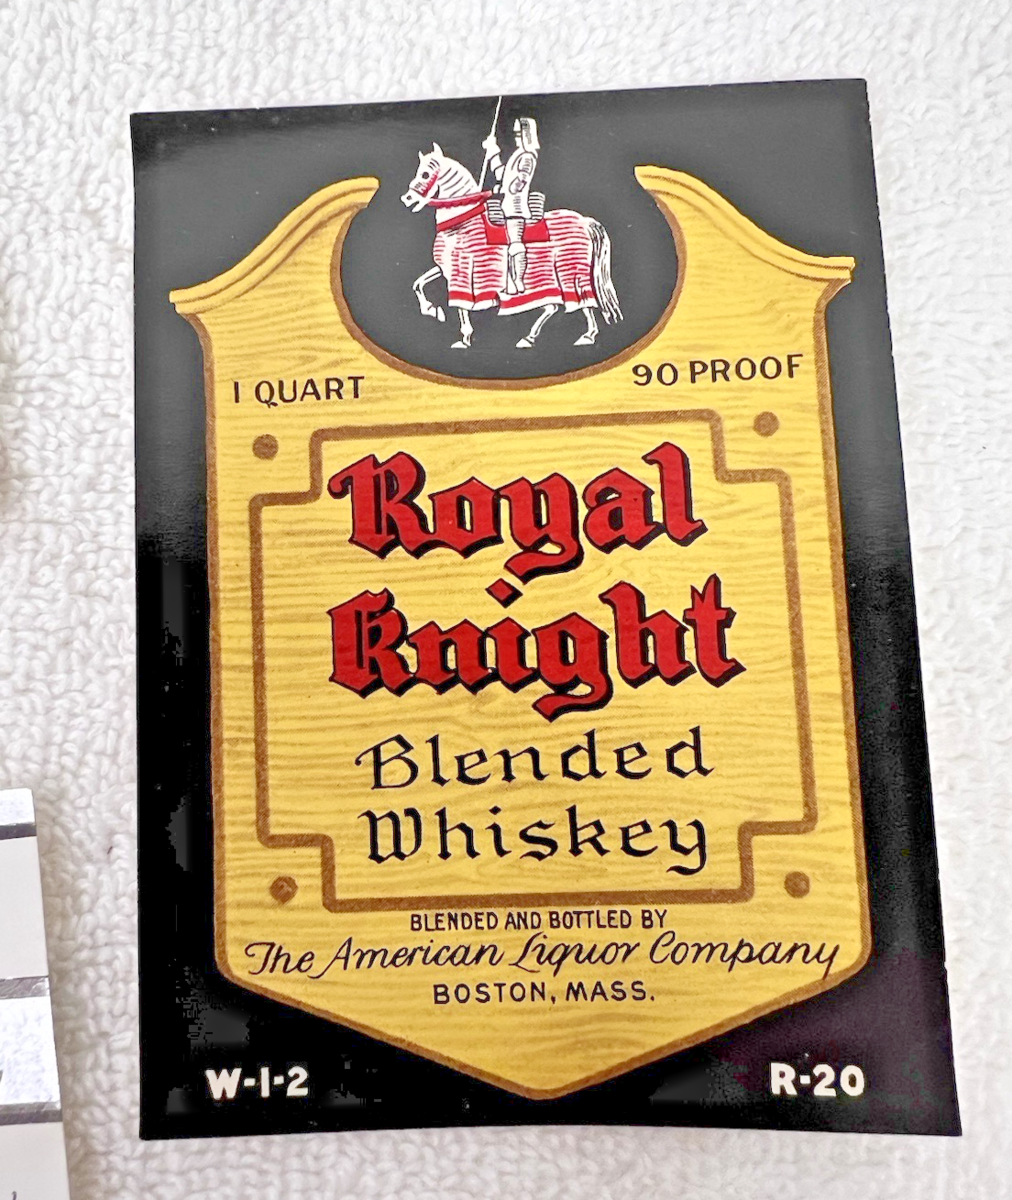 1 QUART
90 PROOF
Royal
Knight
Blended
Whiskey
BLENDED AND BOTTLED BY
The American Liquor Company
BOSTON, MASS.
W-1-2
R-20